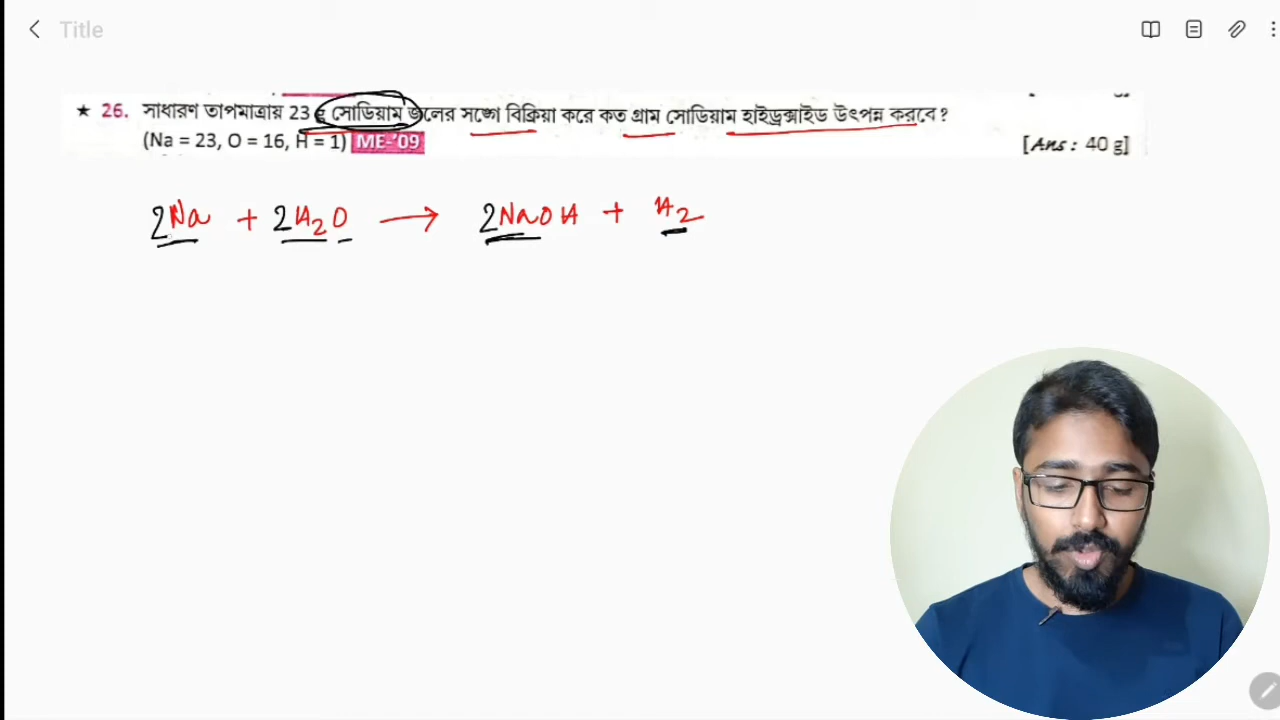 Title
★ 26. সাধারণ তাপমাত্রায় 23 g সোডিয়াম জলের সঙ্গে বিক্রিয়া করে কত গ্রাম সোডিয়াম হাইড্রক্সাইড উৎপন্ন করবে?
(Na = 23, O = 16, H = 1) ME-'09 [Ans : 40 g]
2Na + 2H₂O → 2NaOH + H₂